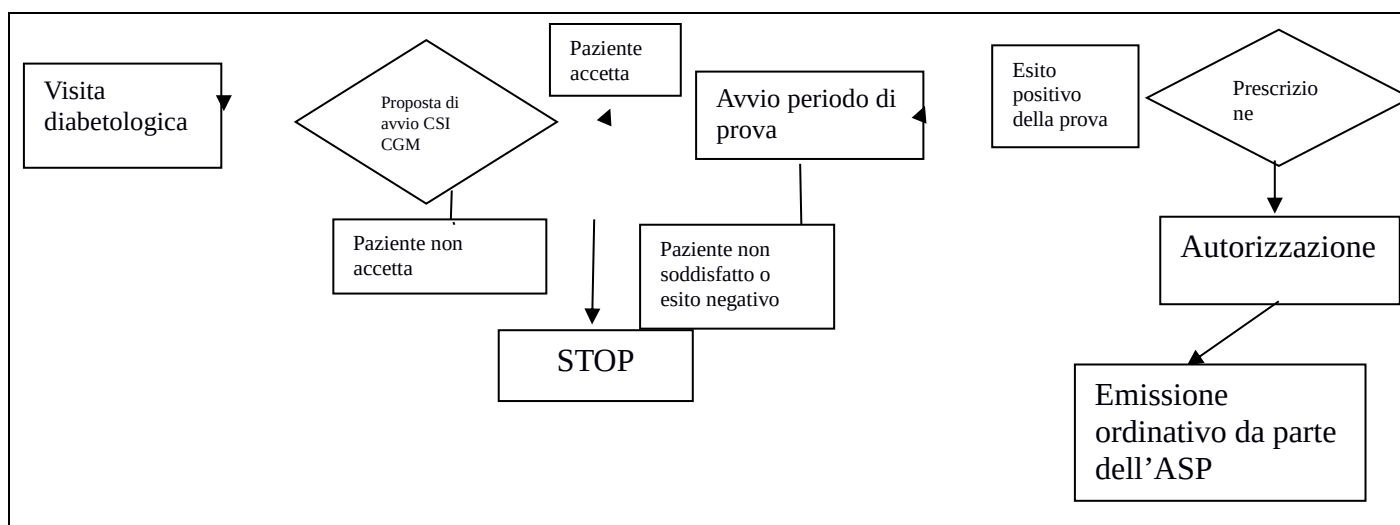 Visita
diabetologica
Proposta di
avvio CSI
CGM
Paziente
accetta
Avvio periodo di
prova
Esito
positivo
della prova
Prescrizio
ne
Paziente non
accetta
Paziente non
soddisfatto o
esito negativo
Autorizzazione
STOP
Emissione
ordinativo da parte
dell’ASP